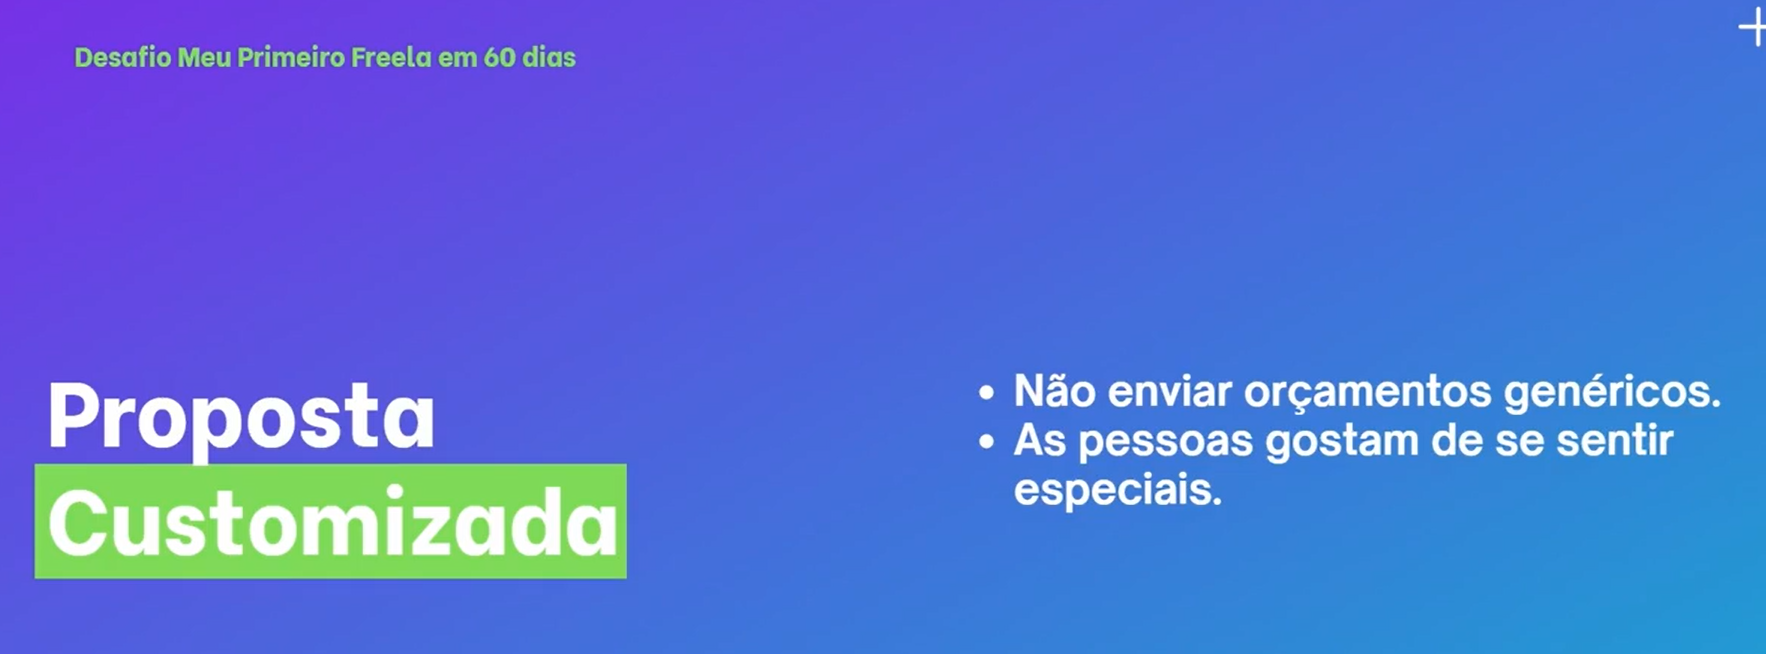 Desafio Meu Primeiro Freela em 60 dias
Proposta
Customizada
• Não enviar orçamentos genéricos.
• As pessoas gostam de se sentir
especiais.